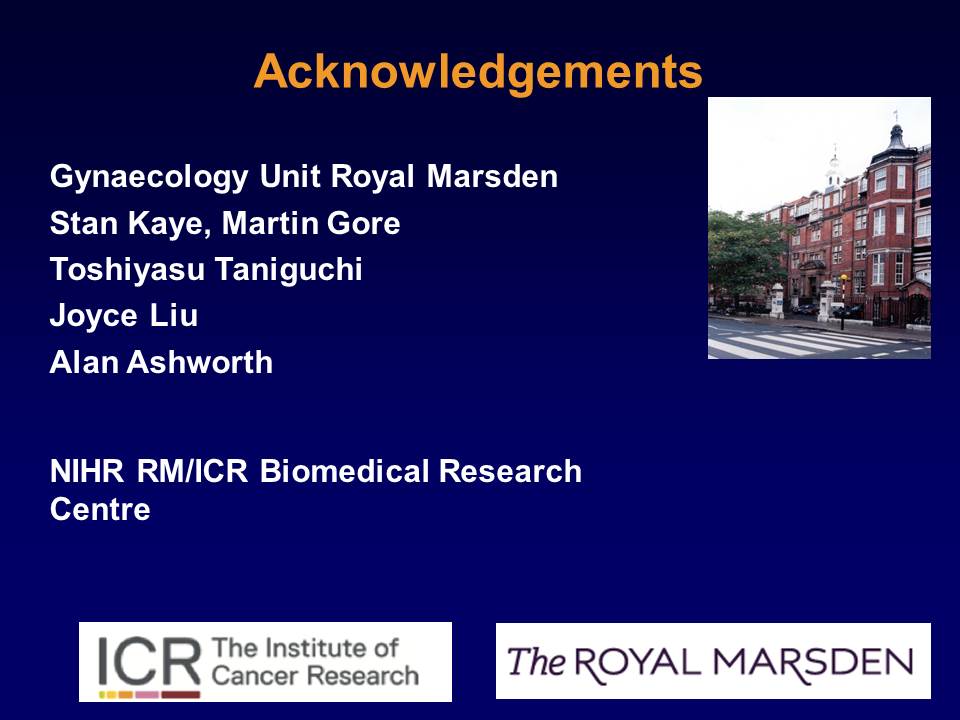 Acknowledgements
Gynaecology Unit Royal Marsden
Stan Kaye, Martin Gore
Toshiyasu Taniguchi
Joyce Liu
Alan Ashworth
NIHR RM/ICR Biomedical Research
Centre
ICR The Institute of
Cancer Research
The ROYAL MARSDEN